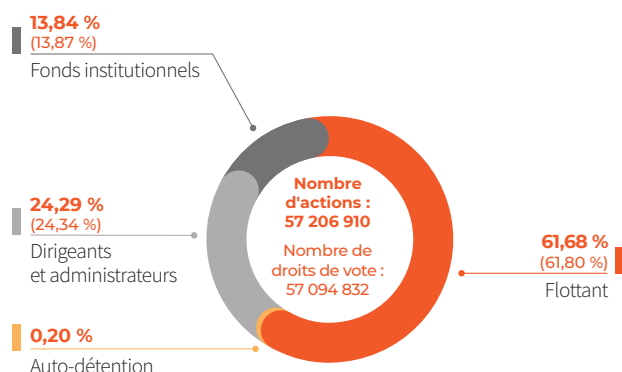 13,84 %
(13,87 %)
Fonds institutionnels
24,29 %
(24,34 %)
Dirigeants
et administrateurs
0,20 %
Auto-détention
Nombre
d'actions :
57 206 910
Nombre de
droits de vote :
57 094 832
61,68 %
(61,80 %)
Flottant